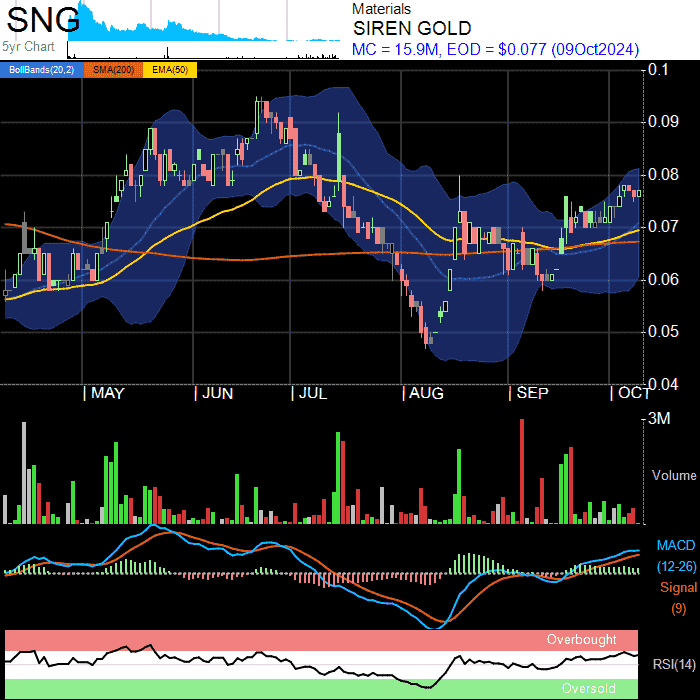 SNG
5yr Chart
Materials
SIREN GOLD
MC = 15.9M, EOD = $0.077 (09Oct2024)
BollBands(20,2) SMA(200) EMA(50)
0.1
0.09
0.08
0.07
0.06
0.05
0.04
| MAY | JUN | JUL | AUG | SEP | OCT
3M
Volume
MACD
(12-26)
Signal
(9)
Overbought
RSI(14)
Oversold